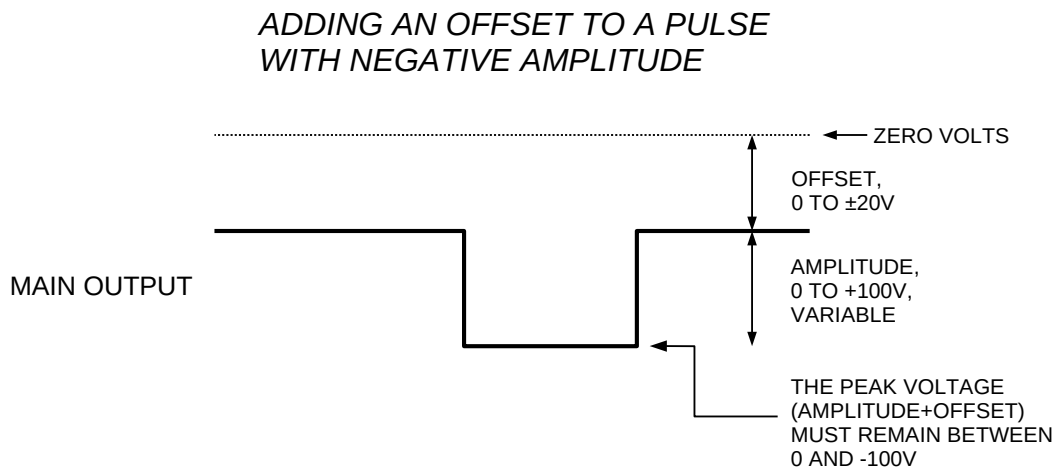 ADDING AN OFFSET TO A PULSE
WITH NEGATIVE AMPLITUDE
ZERO VOLTS
OFFSET,
0 TO ±20V
MAIN OUTPUT
AMPLITUDE,
0 TO +100V,
VARIABLE
THE PEAK VOLTAGE
(AMPLITUDE+OFFSET)
MUST REMAIN BETWEEN
0 AND -100V